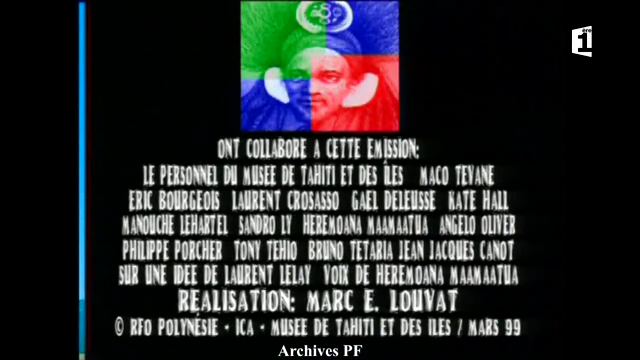 1ère
ONT COLLABORE A CETTE EMISSION:
LE PERSONNEL DU MUSEE DE TAHITI ET DES ÎLES MACO TEVANE
ERIC BOURGEOIS LAURENT CROSASSO GAEL DELEUSSE KATE HALL
MANOUCHE LEHARTEL SANDRO LY HEREMOANA MAAMAATUA ANGELO OLIVER
PHILIPPE PORCHER TONY TEHIO BRUNO TETARIA JEAN JACQUES CANOT
SUR UNE IDEE DE LAURENT LELAY VOIX DE HEREMOANA MAAMAATUA
REALISATION: MARC E. LOUVAT
© RFO POLYNÉSIE - ICA - MUSEE DE TAHITI ET DES ILES / MARS 99
Archives PF